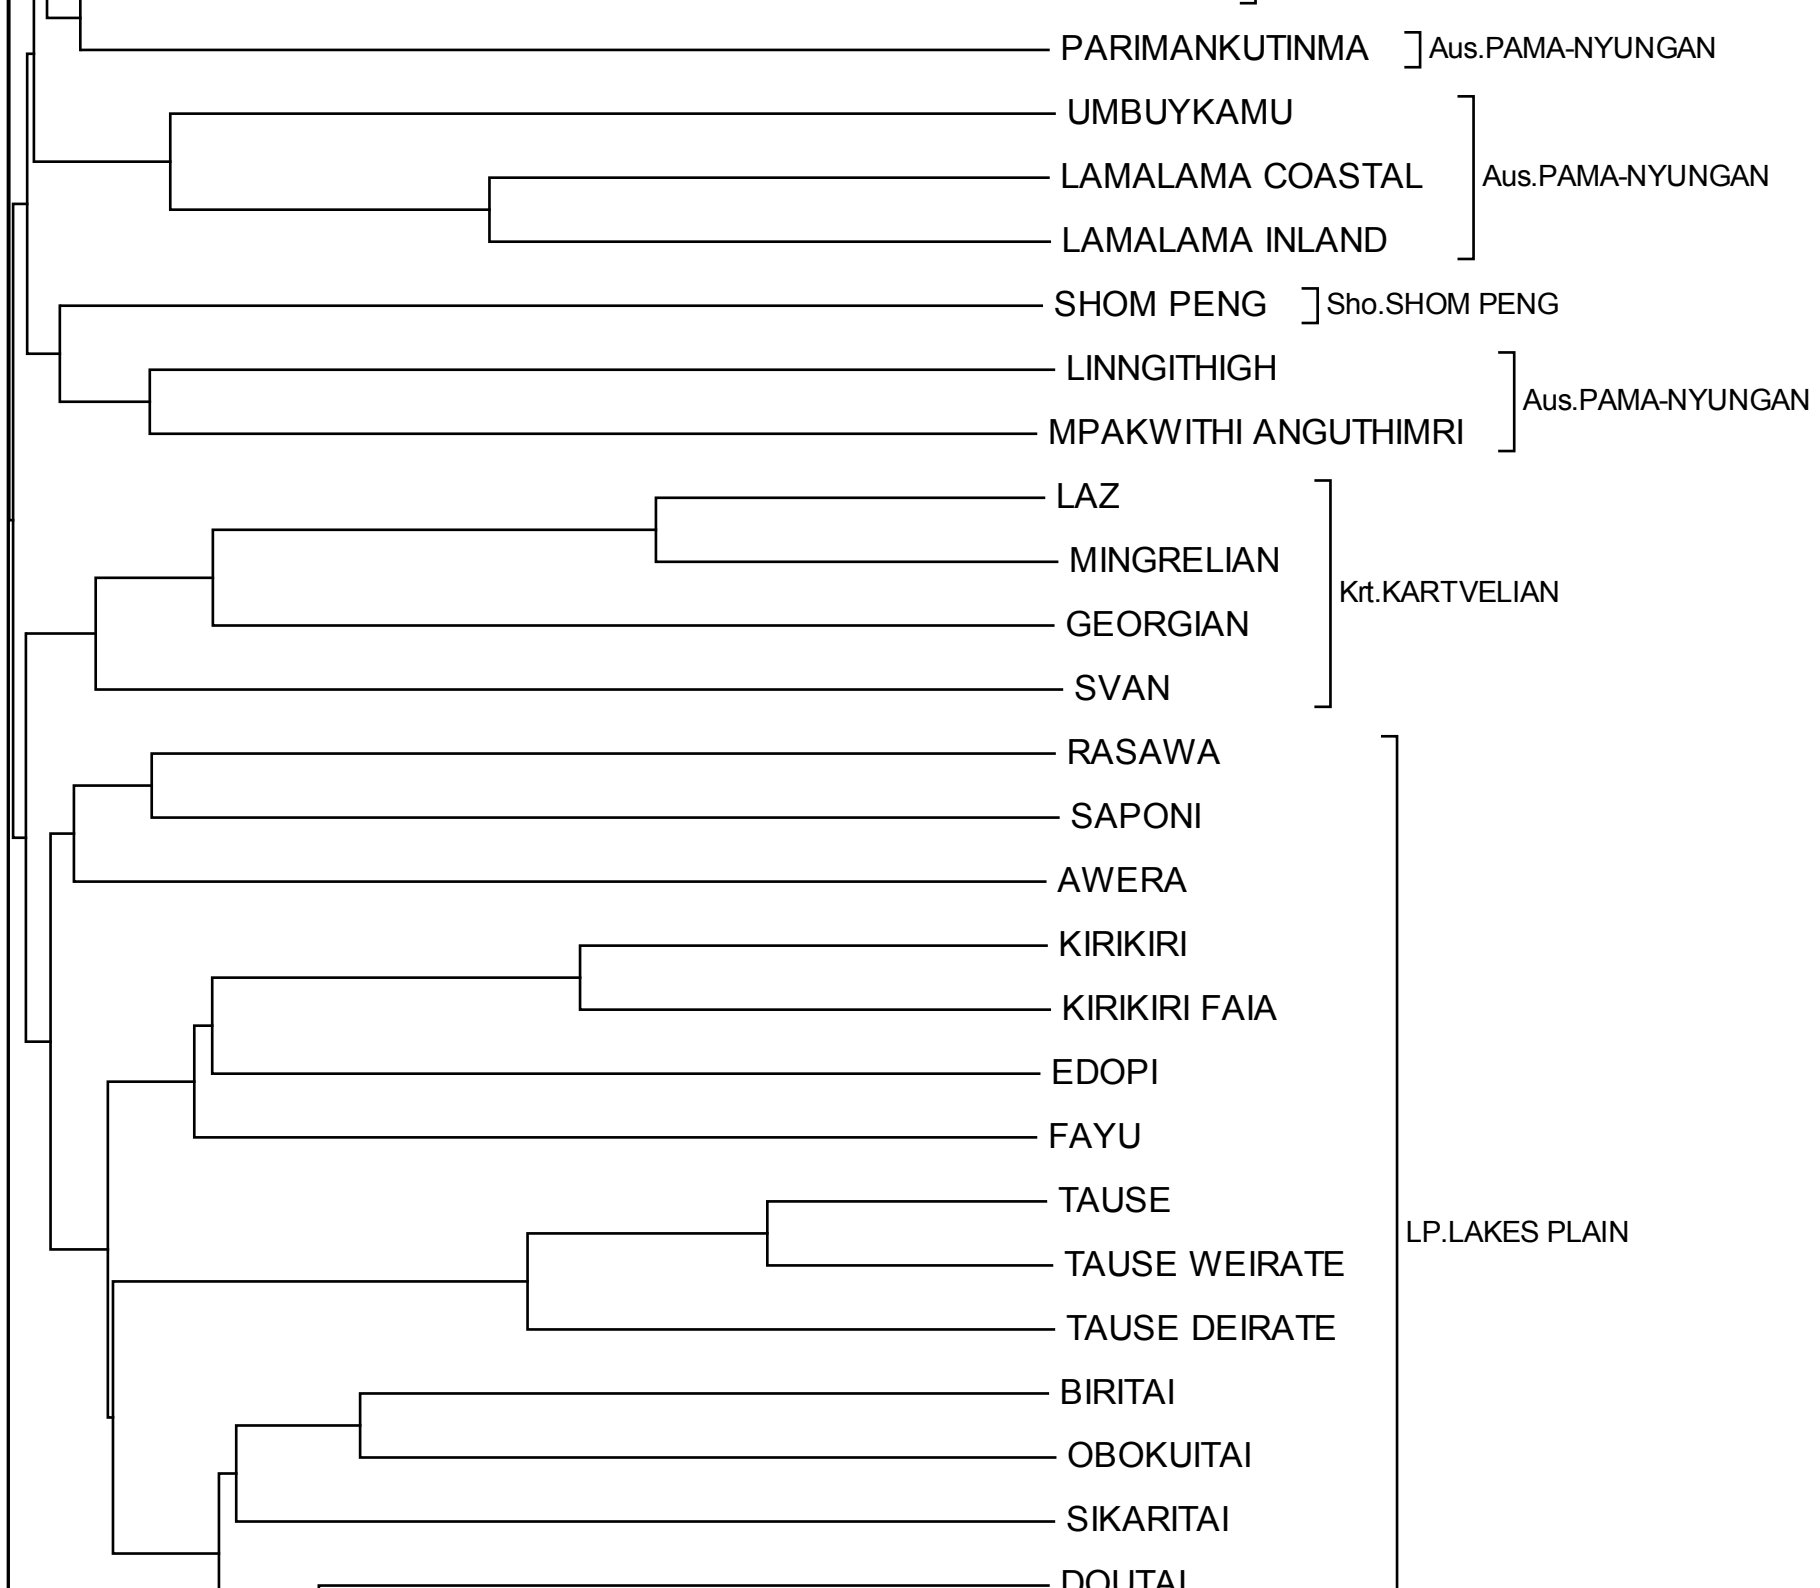 PARIMANKUTINMA Aus.PAMA-NYUNGAN
UMBUYKAMU
LAMALAMA COASTAL Aus.PAMA-NYUNGAN
LAMALAMA INLAND
SHOM PENG Sho.SHOM PENG
LINNGITHIGH
Aus.PAMA-NYUNGAN
MPAKWITHI ANGUTHIMRI
LAZ
MINGRELIAN
Krt.KARTVELIAN
GEORGIAN
SVAN
RASAWA
SAPONI
AWERA
KIRIKIRI
KIRIKIRI FAIA
EDOPI
FAYU
TAUSE
LP.LAKES PLAIN
TAUSE WEIRATE
TAUSE DEIRATE
BIRITAI
OBOKUITAI
SIKARITAI
DOUTAI